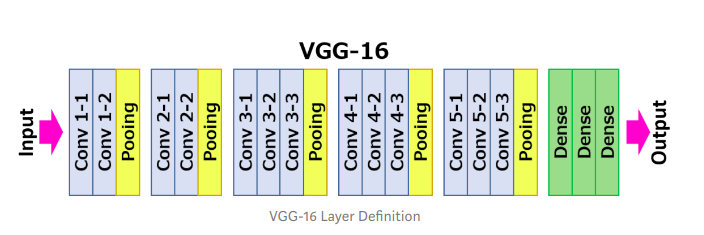 VGG-16
Input
Conv 1-1
Conv 1-2
Pooing
Conv 2-1
Conv 2-2
Pooing
Conv 3-1
Conv 3-2
Conv 3-3
Pooing
Conv 4-1
Conv 4-2
Conv 4-3
Pooing
Conv 5-1
Conv 5-2
Conv 5-3
Pooing
Dense
Dense
Dense
Output
VGG-16 Layer Definition